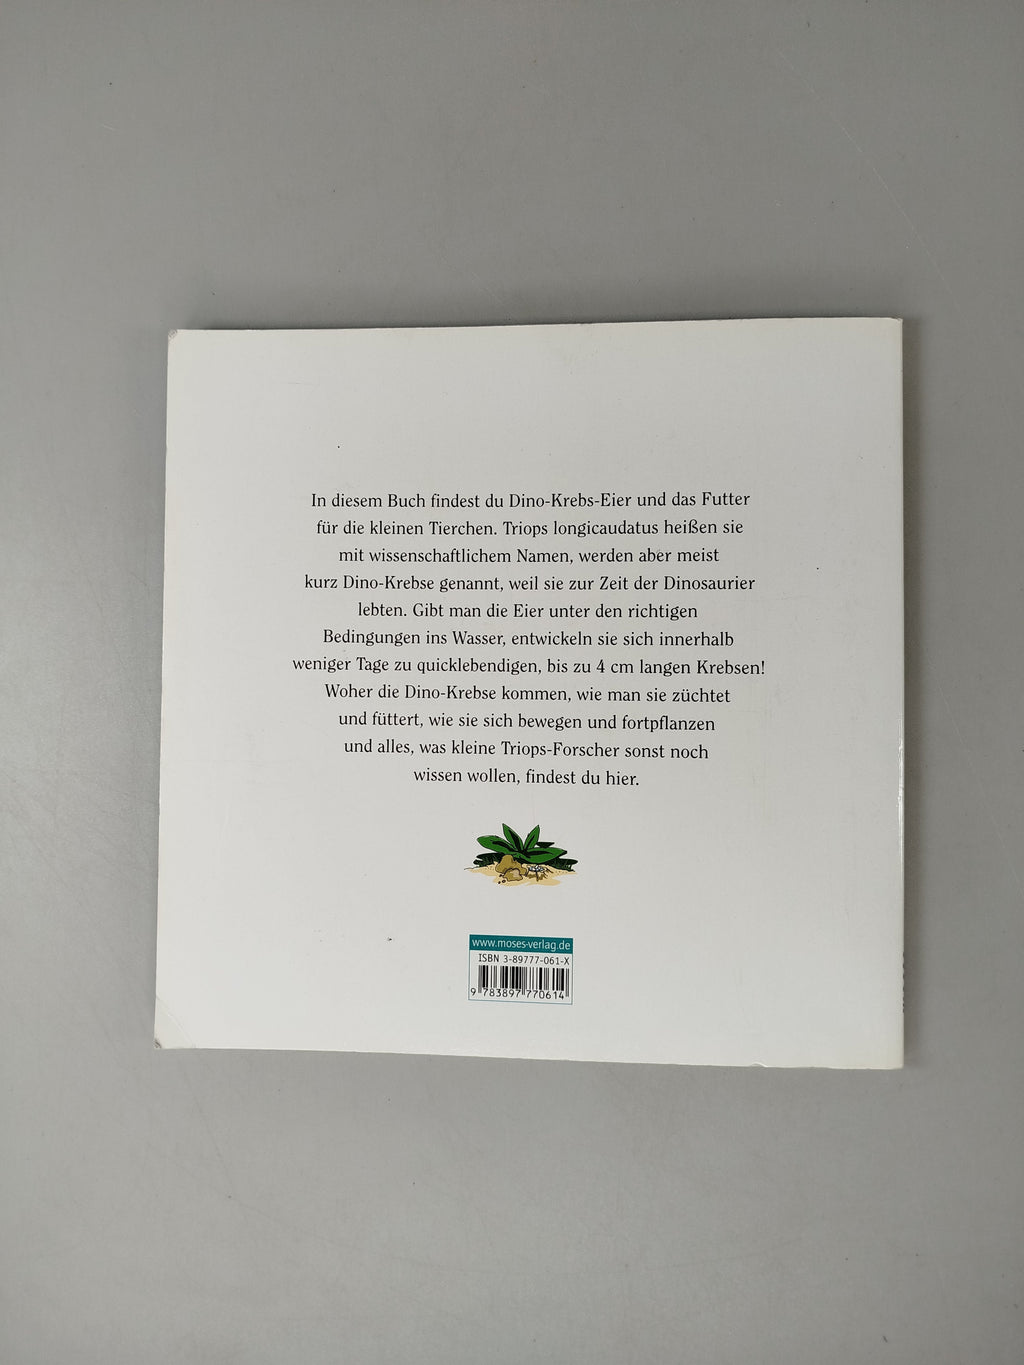 In diesem Buch findest du Dino-Krebs-Eier und das Futter
für die kleinen Tierchen. Triops longicaudatus heißen sie
mit wissenschaftlichem Namen, werden aber meist
kurz Dino-Krebse genannt, weil sie zur Zeit der Dinosaurier
lebten. Gibt man die Eier unter den richtigen
Bedingungen ins Wasser, entwickeln sie sich innerhalb
weniger Tage zu quicklebendigen, bis zu 4 cm langen Krebsen!
Woher die Dino-Krebse kommen, wie man sie züchtet
und füttert, wie sie sich bewegen und fortpflanzen
und alles, was kleine Triops-Forscher sonst noch
wissen wollen, findest du hier.
www.moses-verlag.de
ISBN 3-89777-061-X
9 783897 770614